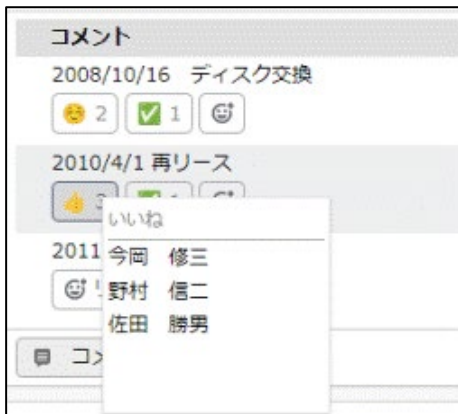 コメント
2008/10/16 ディスク交換
2 1
2010/4/1 再リース
いいね
2011
今岡 修三
野村 信二
佐田 勝男
コメ